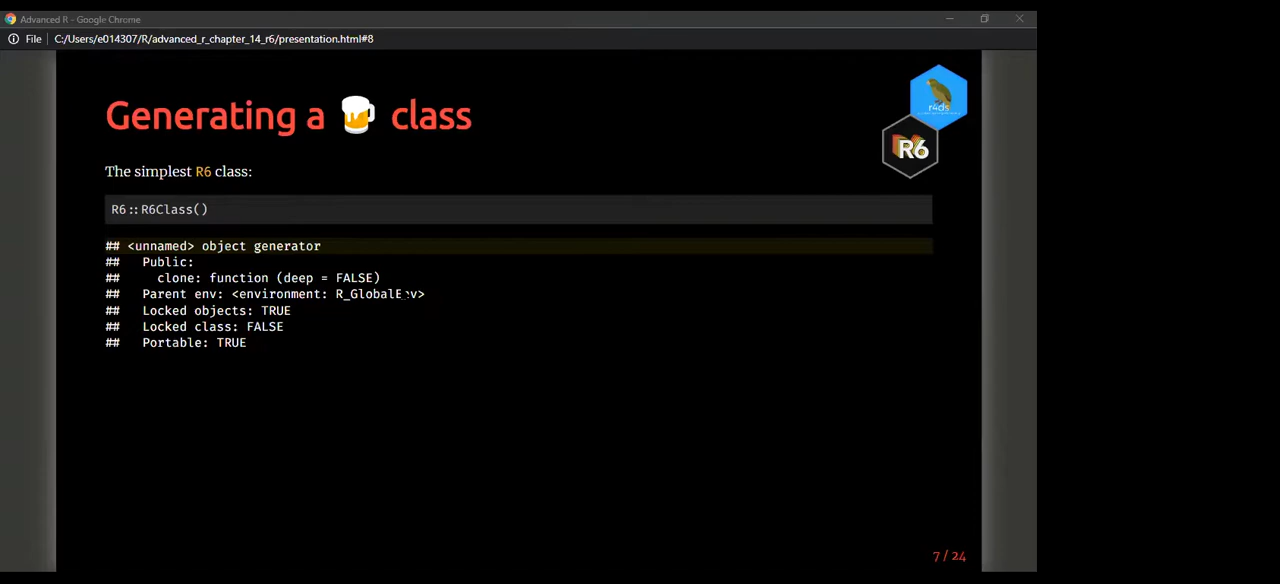 Advanced R - Google Chrome
File C:/Users/e014307/R/advanced_r_chapter_14_r6/presentation.html#8
Generating a 🍺 class
r4ds
R6
The simplest R6 class:
R6::R6Class()
## <unnamed> object generator
##   Public:
##     clone: function (deep = FALSE)
##   Parent env: <environment: R_GlobalEnv>
##   Locked objects: TRUE
##   Locked class: FALSE
##   Portable: TRUE
7 / 24